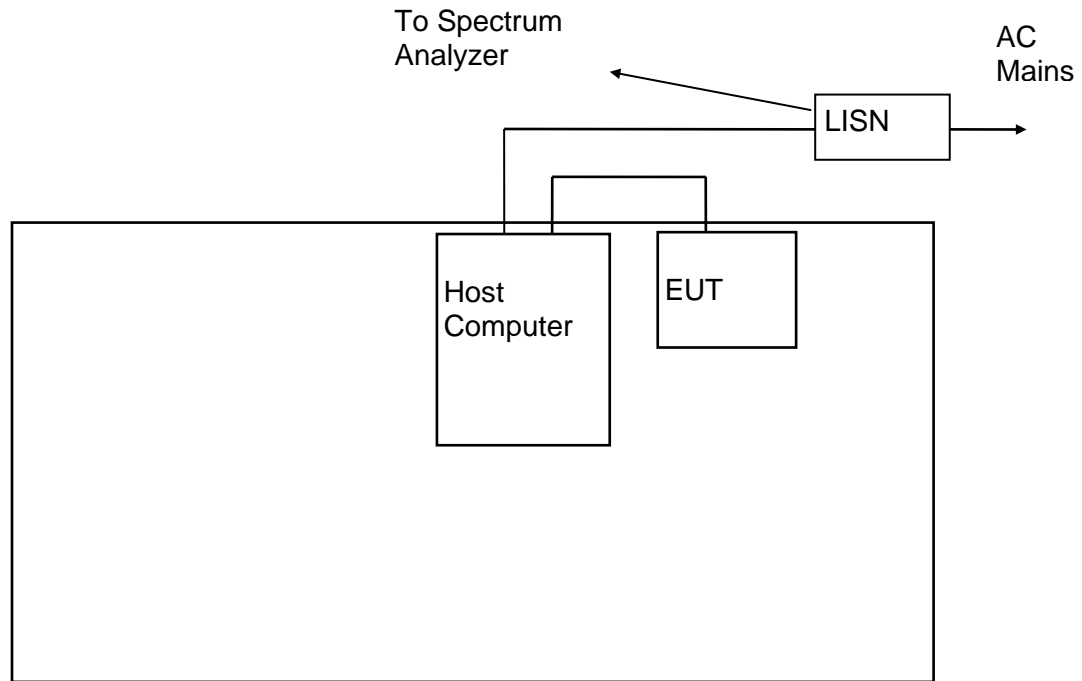 To Spectrum
Analyzer
AC
Mains
LISN
Host
Computer
EUT